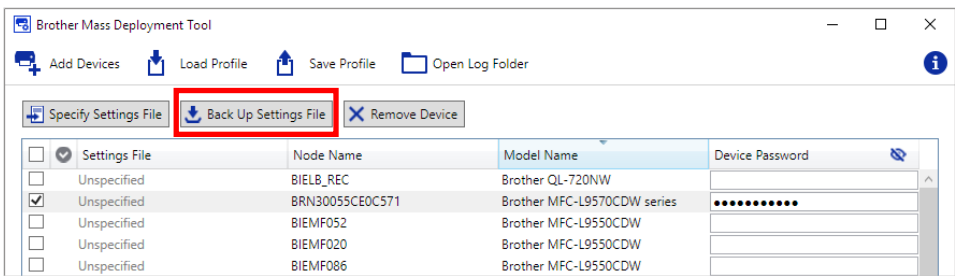 Brother Mass Deployment Tool
Add Devices Load Profile Save Profile Open Log Folder
Specify Settings File Back Up Settings File Remove Device
Settings File Node Name Model Name Device Password
Unspecified BIELB_REC Brother QL-720NW
Unspecified BRN30055CE0C571 Brother MFC-L9570CDW series ●●●●●●●●●●●
Unspecified BIEMF052 Brother MFC-L9550CDW
Unspecified BIEMF020 Brother MFC-L9550CDW
Unspecified BIEMF086 Brother MFC-L9550CDW